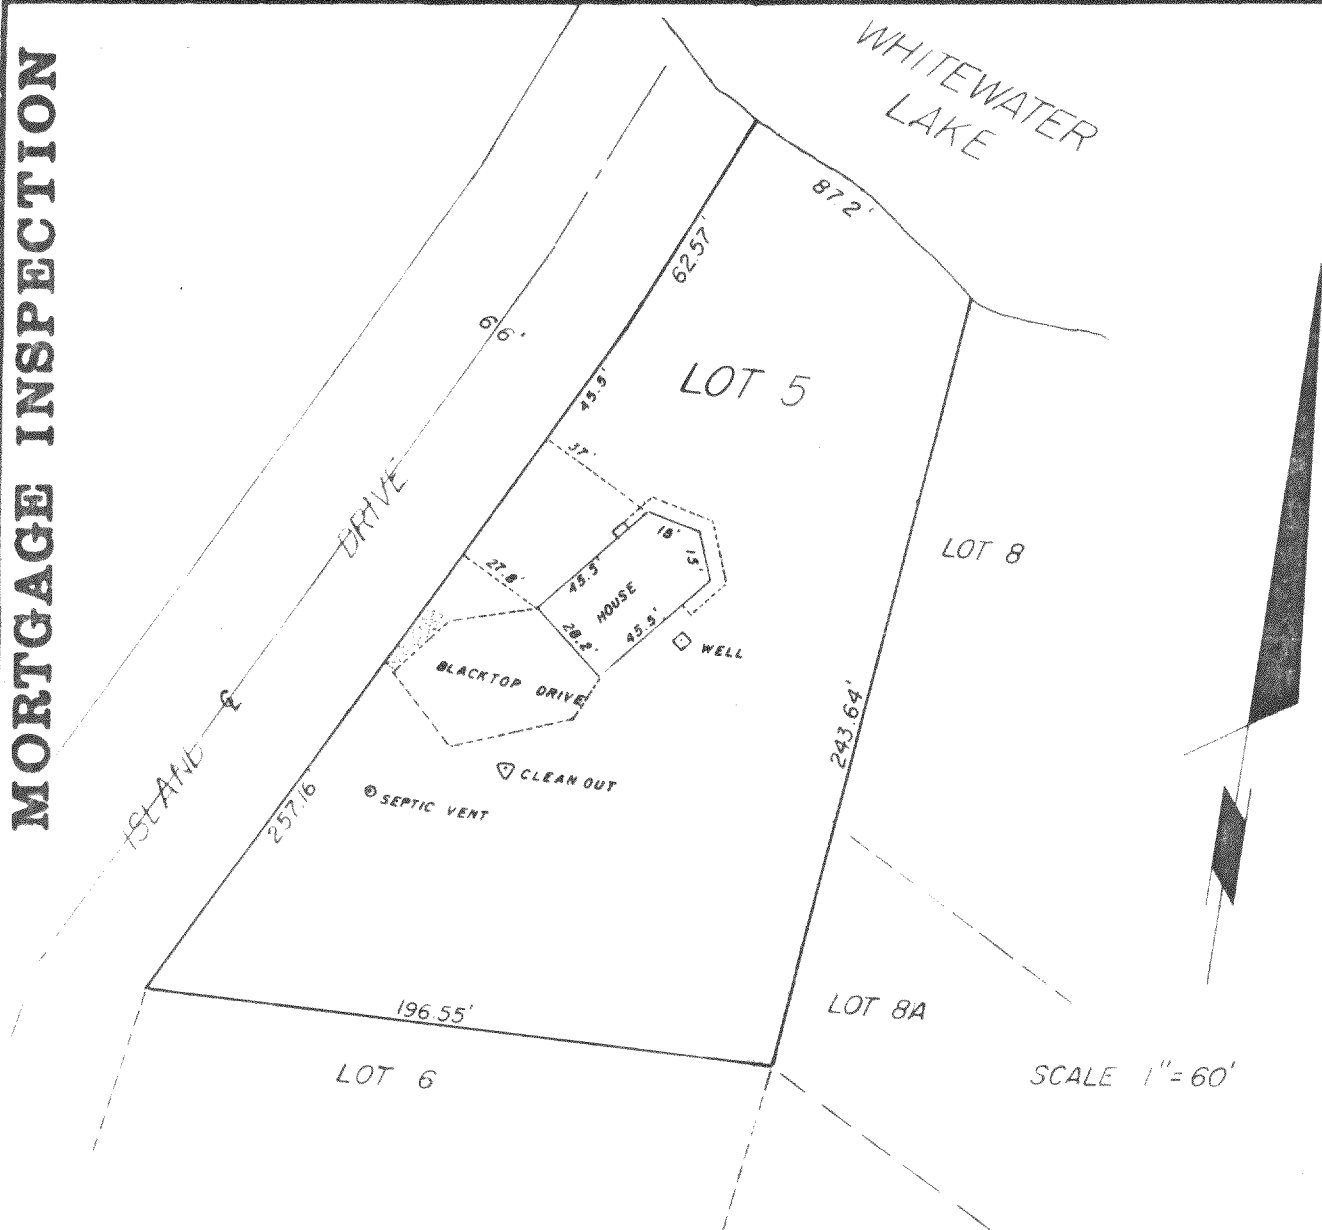 MORTGAGE INSPECTION
WHITEWATER
LAKE
87.2'
62.57'
66'
LOT 5
45.5'
37'
DRIVE
18'
15'
LOT 8
27.8'
45.5'
HOUSE
28.2'
45.5'
WELL
BLACKTOP DRIVE
℄
243.64'
ISLAND
CLEAN OUT
257.16'
SEPTIC VENT
196.55'
LOT 8A
LOT 6
SCALE 1"=60'